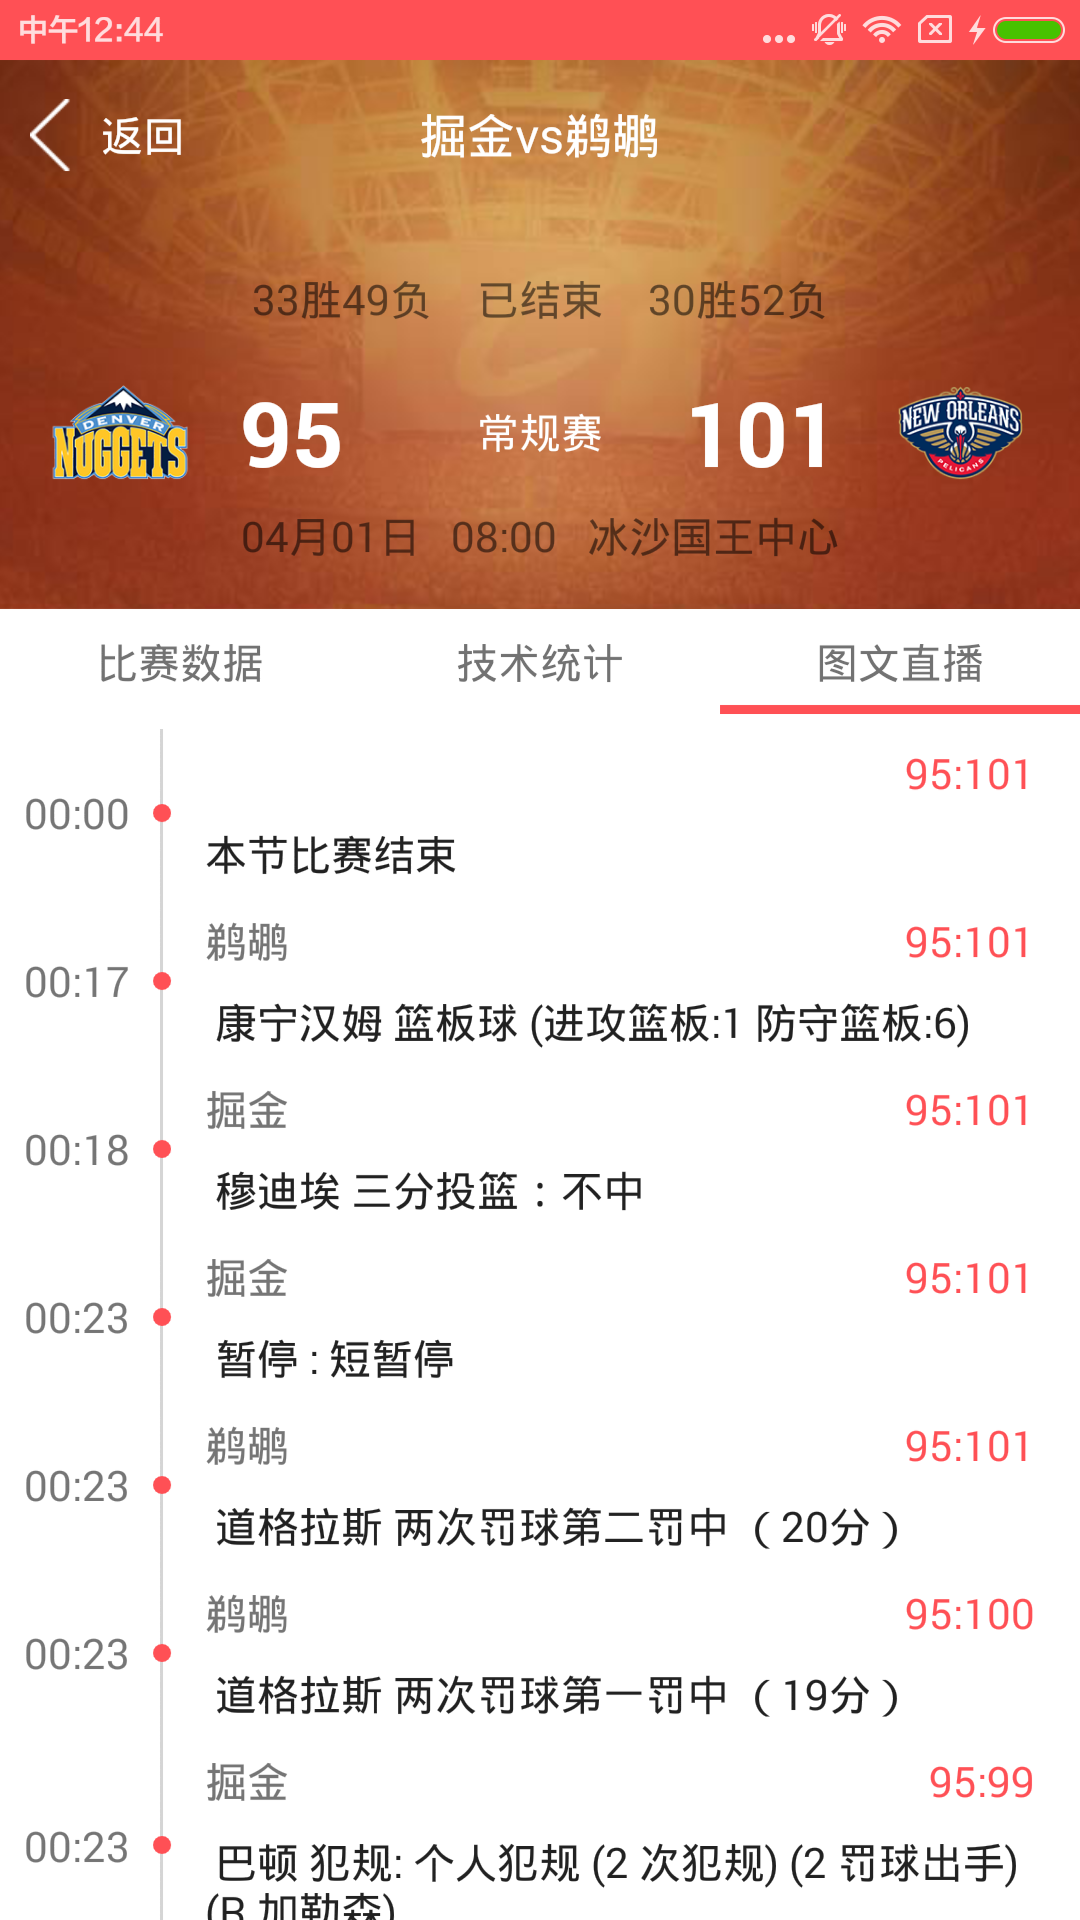 中午12:44
返回
掘金vs鹈鹕
33胜49负 已结束 30胜52负
DENVER
NUGGETS
95 常规赛 101
NEW ORLEANS
PELICANS
04月01日 08:00 冰沙国王中心
比赛数据 技术统计 图文直播
95:101
00:00
本节比赛结束
鹈鹕 95:101
00:17
康宁汉姆 篮板球 (进攻篮板:1 防守篮板:6)
掘金 95:101
00:18
穆迪埃 三分投篮：不中
掘金 95:101
00:23
暂停 : 短暂停
鹈鹕 95:101
00:23
道格拉斯 两次罚球第二罚中 （20分）
鹈鹕 95:100
00:23
道格拉斯 两次罚球第一罚中 （19分）
掘金 95:99
00:23
巴顿 犯规: 个人犯规 (2 次犯规) (2 罚球出手)
(R 加勒森)